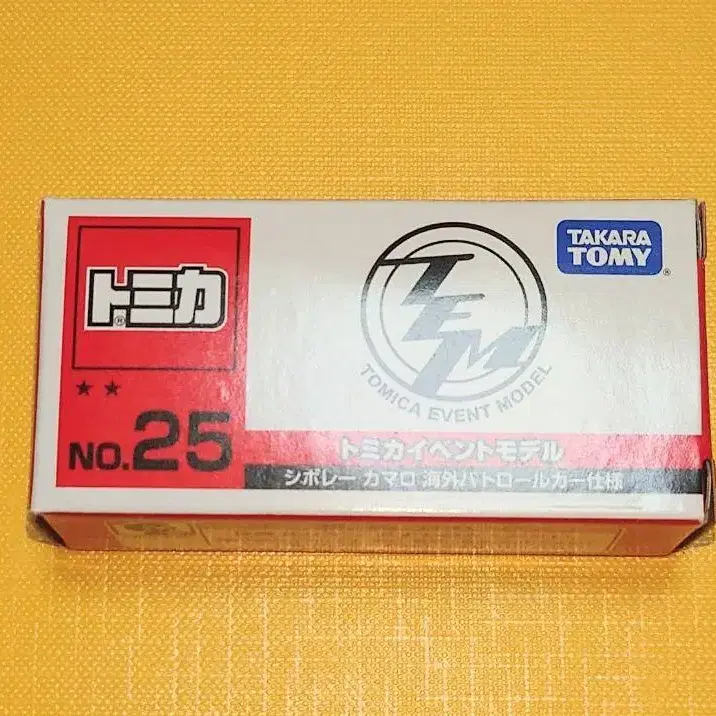 トミカ®
★★
NO.25
TEM
TOMICA EVENT MODEL
TAKARA
TOMY®
トミカイベントモデル
シボレー カマロ 海外パトロールカー仕様